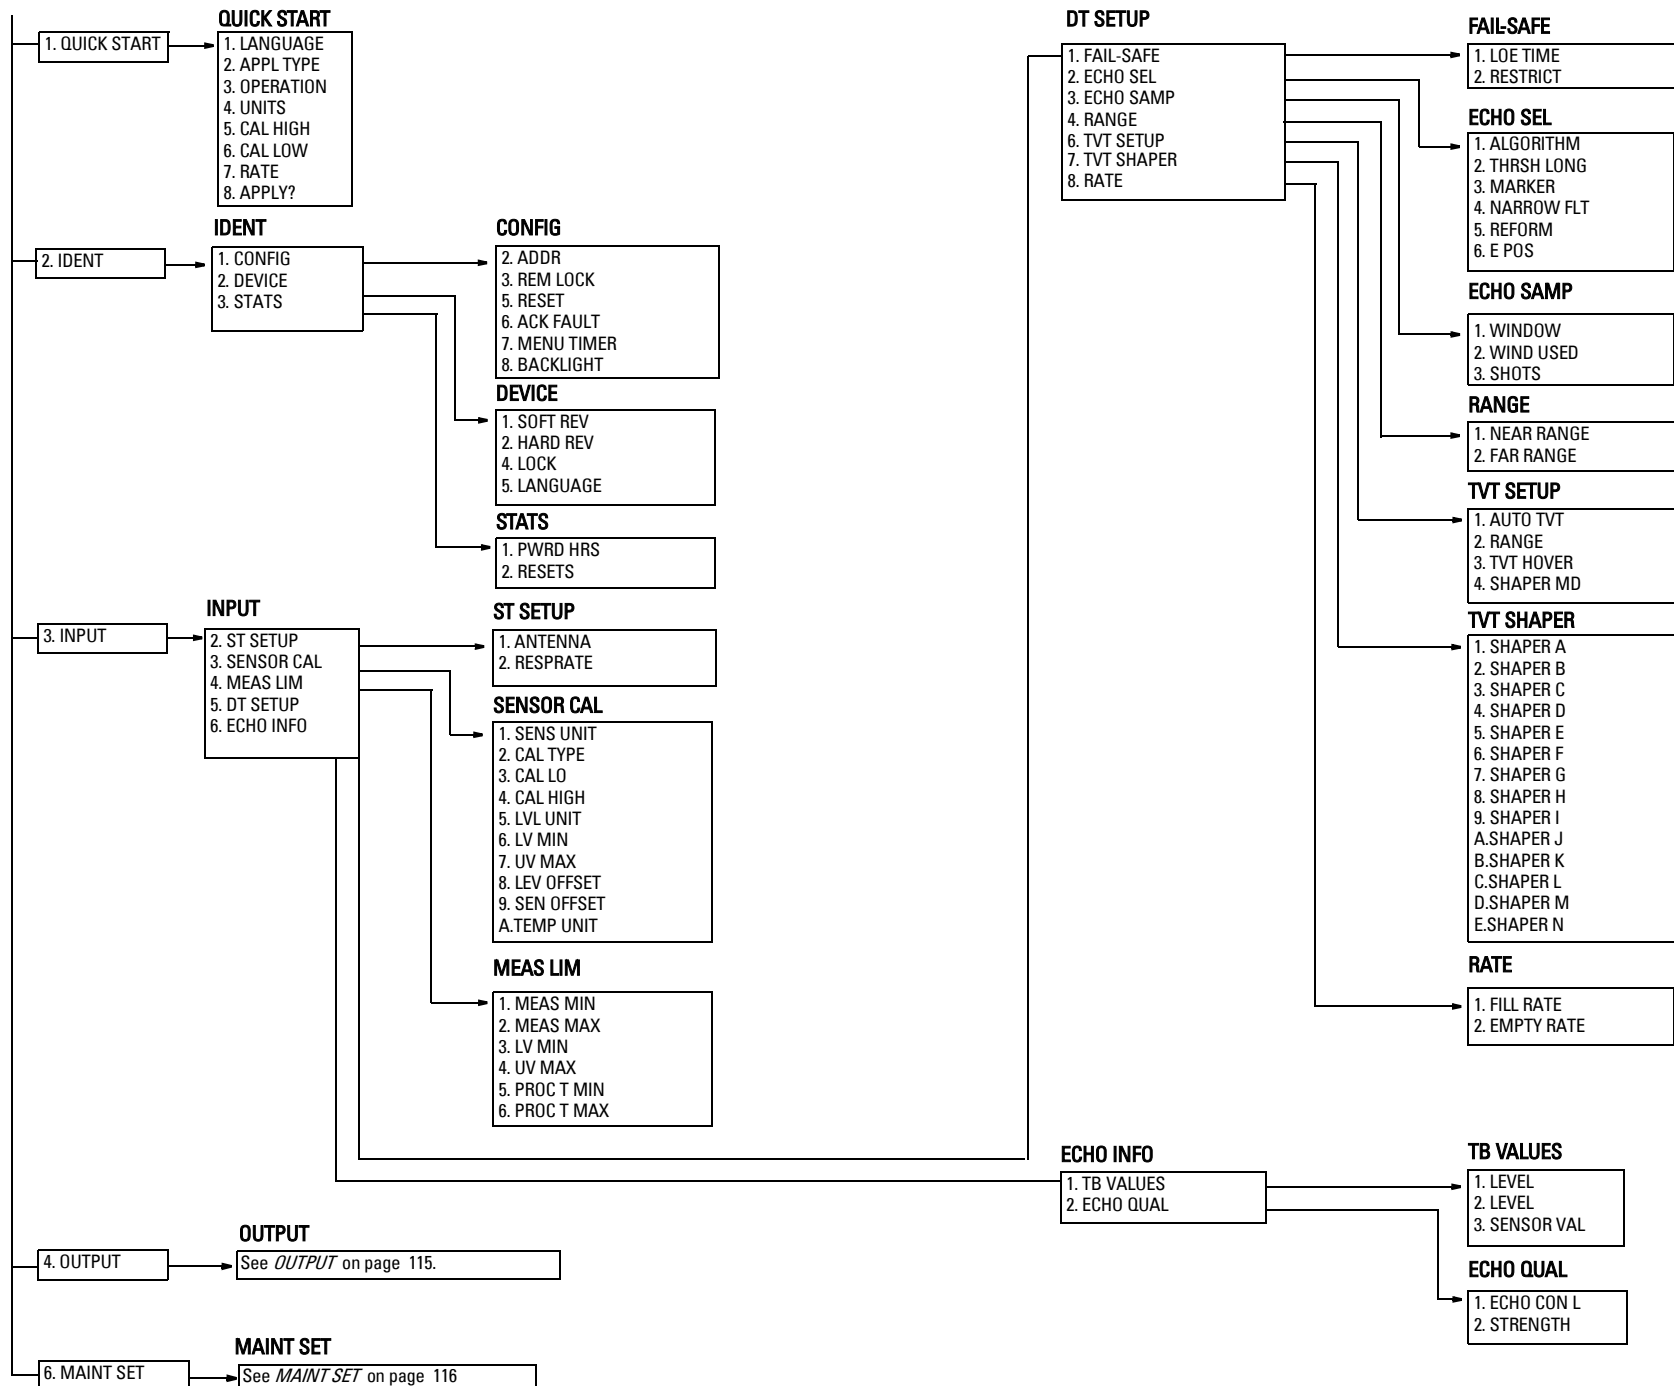 QUICK START
1. QUICK START
1. LANGUAGE
2. APPL TYPE
3. OPERATION
4. UNITS
5. CAL HIGH
6. CAL LOW
7. RATE
8. APPLY?
IDENT
2. IDENT
1. CONFIG
2. DEVICE
3. STATS
CONFIG
2. ADDR
3. REM LOCK
5. RESET
6. ACK FAULT
7. MENU TIMER
8. BACKLIGHT
DEVICE
1. SOFT REV
2. HARD REV
4. LOCK
5. LANGUAGE
STATS
1. PWRD HRS
2. RESETS
INPUT
3. INPUT
2. ST SETUP
3. SENSOR CAL
4. MEAS LIM
5. DT SETUP
6. ECHO INFO
ST SETUP
1. ANTENNA
2. RESPRATE
SENSOR CAL
1. SENS UNIT
2. CAL TYPE
3. CAL LO
4. CAL HIGH
5. LVL UNIT
6. LV MIN
7. UV MAX
8. LEV OFFSET
9. SEN OFFSET
A.TEMP UNIT
MEAS LIM
1. MEAS MIN
2. MEAS MAX
3. LV MIN
4. UV MAX
5. PROC T MIN
6. PROC T MAX
OUTPUT
4. OUTPUT
See OUTPUT on page 115.
MAINT SET
6. MAINT SET
See MAINT SET on page 116
DT SETUP
1. FAIL-SAFE
2. ECHO SEL
3. ECHO SAMP
4. RANGE
6. TVT SETUP
7. TVT SHAPER
8. RATE
FAIL-SAFE
1. LOE TIME
2. RESTRICT
ECHO SEL
1. ALGORITHM
2. THRSH LONG
3. MARKER
4. NARROW FLT
5. REFORM
6. E POS
ECHO SAMP
1. WINDOW
2. WIND USED
3. SHOTS
RANGE
1. NEAR RANGE
2. FAR RANGE
TVT SETUP
1. AUTO TVT
2. RANGE
3. TVT HOVER
4. SHAPER MD
TVT SHAPER
1. SHAPER A
2. SHAPER B
3. SHAPER C
4. SHAPER D
5. SHAPER E
6. SHAPER F
7. SHAPER G
8. SHAPER H
9. SHAPER I
A.SHAPER J
B.SHAPER K
C.SHAPER L
D.SHAPER M
E.SHAPER N
RATE
1. FILL RATE
2. EMPTY RATE
ECHO INFO
1. TB VALUES
2. ECHO QUAL
TB VALUES
1. LEVEL
2. LEVEL
3. SENSOR VAL
ECHO QUAL
1. ECHO CON L
2. STRENGTH